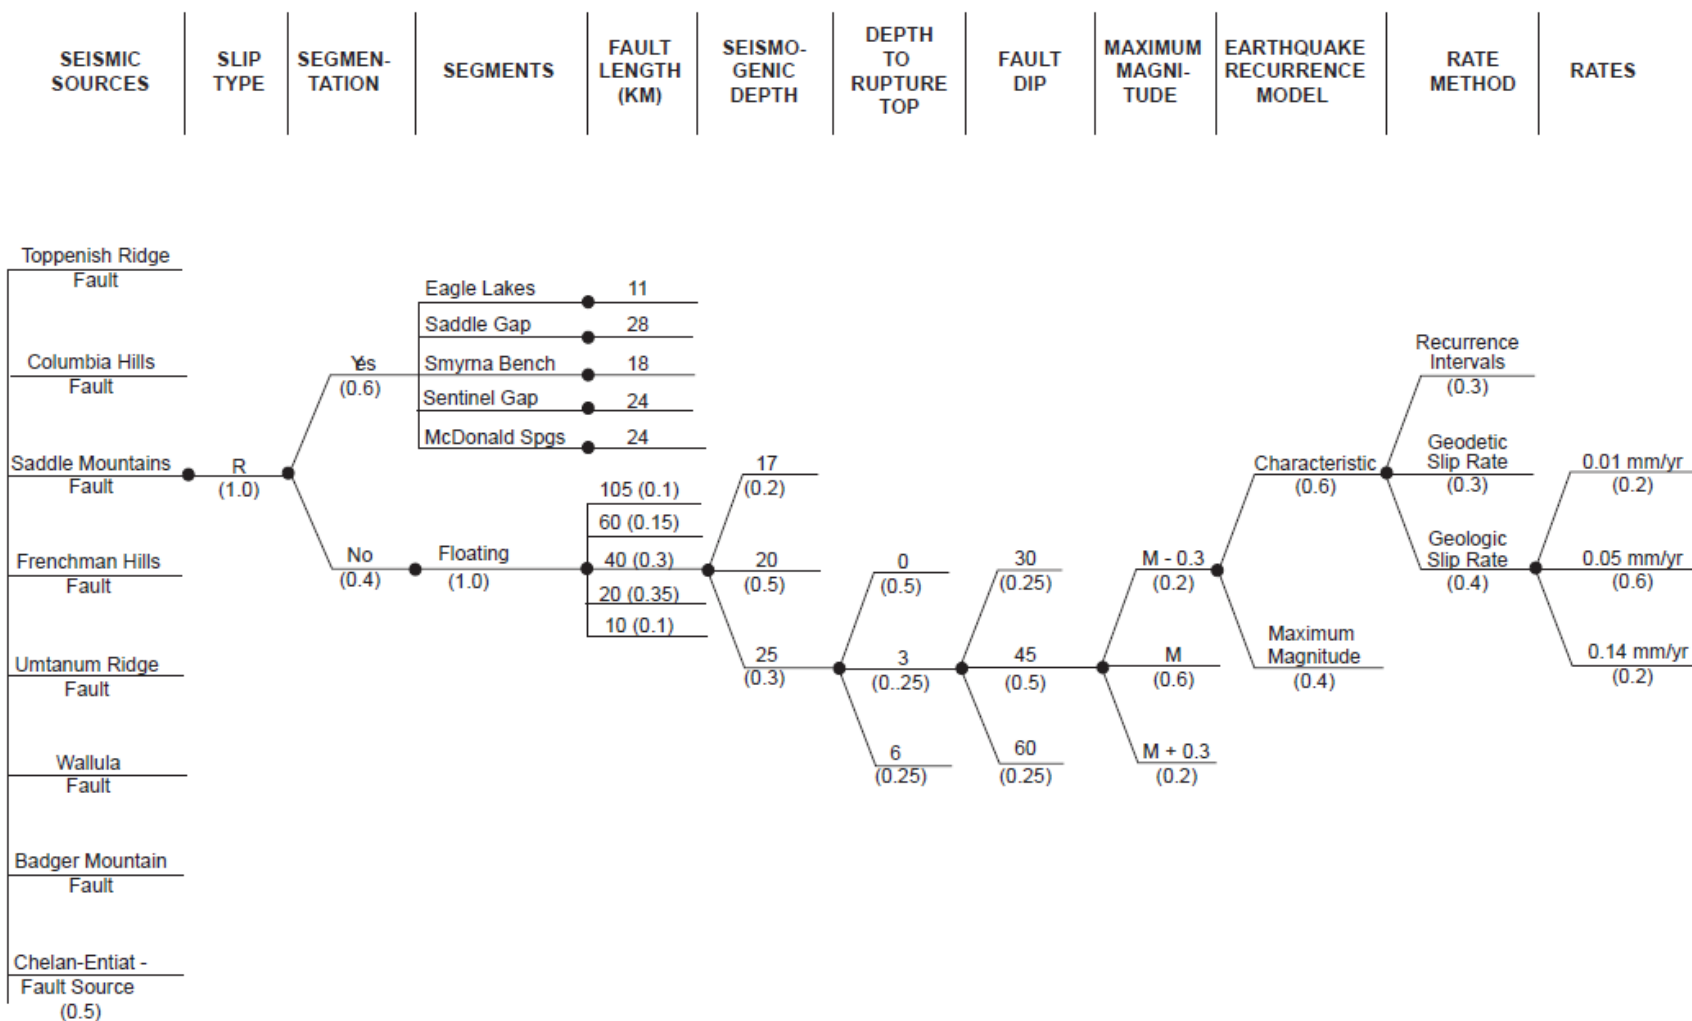 SEISMIC
SOURCES
SLIP
TYPE
SEGMEN-
TATION
SEGMENTS
FAULT
LENGTH
(KM)
SEISMO-
GENIC
DEPTH
DEPTH
TO
RUPTURE
TOP
FAULT
DIP
MAXIMUM
MAGNI-
TUDE
EARTHQUAKE
RECURRENCE
MODEL
RATE
METHOD
RATES
Toppenish Ridge
Fault
Columbia Hills
Fault
Saddle Mountains
Fault
Frenchman Hills
Fault
Umtanum Ridge
Fault
Wallula
Fault
Badger Mountain
Fault
Chelan-Entiat -
Fault Source
(0.5)
R
(1.0)
Yes
(0.6)
No
(0.4)
Eagle Lakes
Saddle Gap
Smyrna Bench
Sentinel Gap
McDonald Spgs
Floating
(1.0)
11
28
18
24
24
105 (0.1)
60 (0.15)
40 (0.3)
20 (0.35)
10 (0.1)
17
(0.2)
20
(0.5)
25
(0.3)
0
(0.5)
3
(0..25)
6
(0.25)
30
(0.25)
45
(0.5)
60
(0.25)
M - 0.3
(0.2)
M
(0.6)
M + 0.3
(0.2)
Characteristic
(0.6)
Maximum
Magnitude
(0.4)
Recurrence
Intervals
(0.3)
Geodetic
Slip Rate
(0.3)
Geologic
Slip Rate
(0.4)
0.01 mm/yr
(0.2)
0.05 mm/yr
(0.6)
0.14 mm/yr
(0.2)